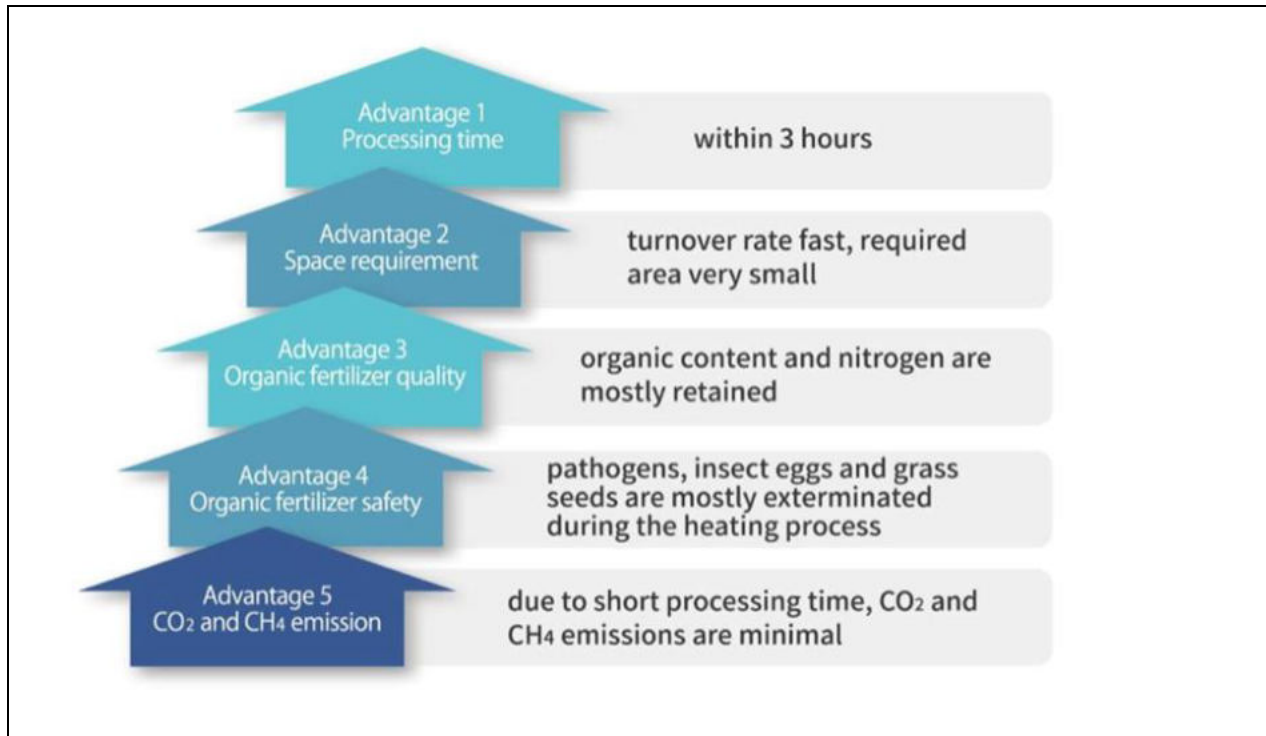 Advantage 1
Processing time
within 3 hours
Advantage 2
Space requirement
turnover rate fast, required
area very small
Advantage 3
Organic fertilizer quality
organic content and nitrogen are
mostly retained
Advantage 4
Organic fertilizer safety
pathogens, insect eggs and grass
seeds are mostly exterminated
during the heating process
Advantage 5
CO₂ and CH₄ emission
due to short processing time, CO₂ and
CH₄ emissions are minimal